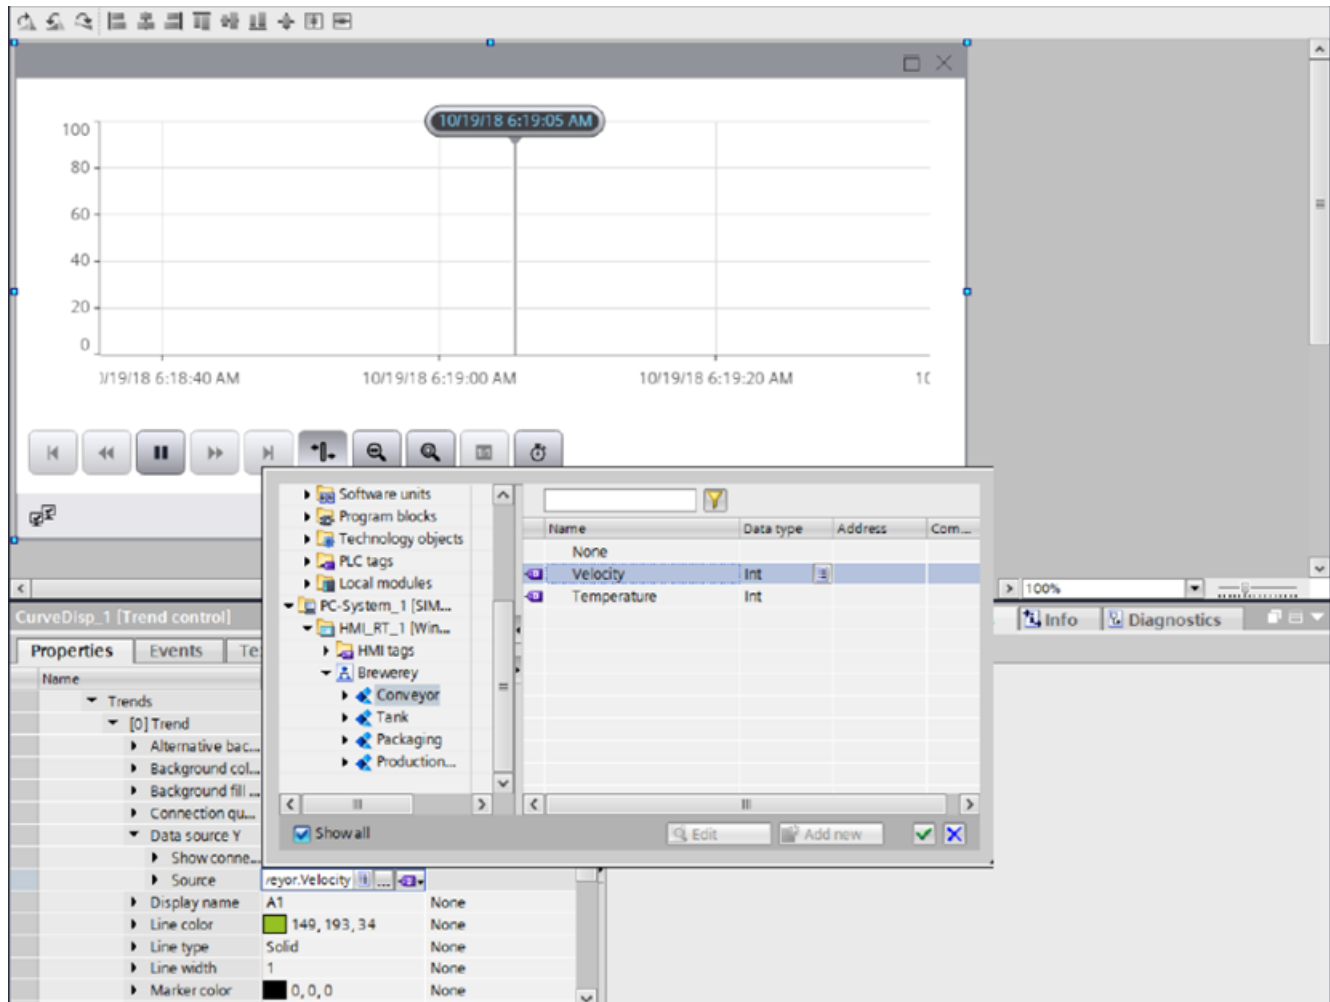 10/19/18 6:19:05 AM
100
80
60
40
20
0
)/19/18 6:18:40 AM
10/19/18 6:19:00 AM
10/19/18 6:19:20 AM
10
Software units
Program blocks
Technology objects
PLC tags
Local modules
PC-System_1 [SIM...
HMI_RT_1 [Win...
HMI tags
Brewerey
Conveyor
Tank
Packaging
Production...
Name Data type Address Com...
None
Velocity Int
Temperature Int
Show all
Edit
Add new
100%
CurveDisp_1 [Trend control]
Info
Diagnostics
Properties Events Te
Name
Trends
[0] Trend
Alternative bac...
Background col...
Background fill ...
Connection qu...
Data source Y
Show conne...
Source /eyor.Velocity ...
Display name A1 None
Line color 149, 193, 34 None
Line type Solid None
Line width 1 None
Marker color 0, 0, 0 None